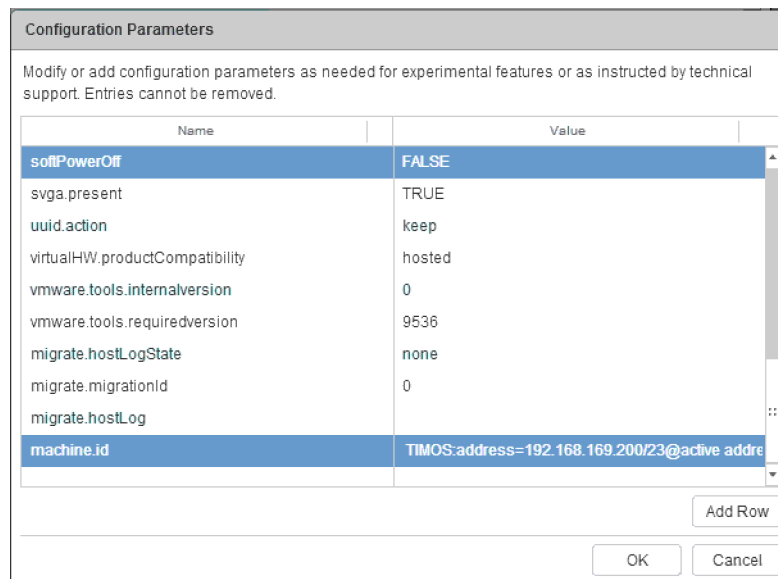 Configuration Parameters
Modify or add configuration parameters as needed for experimental features or as instructed by technical
support. Entries cannot be removed.
Name Value
softPowerOff FALSE
svga.present TRUE
uuid.action keep
virtualHW.productCompatibility hosted
vmware.tools.internalversion 0
vmware.tools.requiredversion 9536
migrate.hostLogState none
migrate.migrationId 0
migrate.hostLog
machine.id TIMOS:address=192.168.169.200/23@active addre
Add Row
OK Cancel